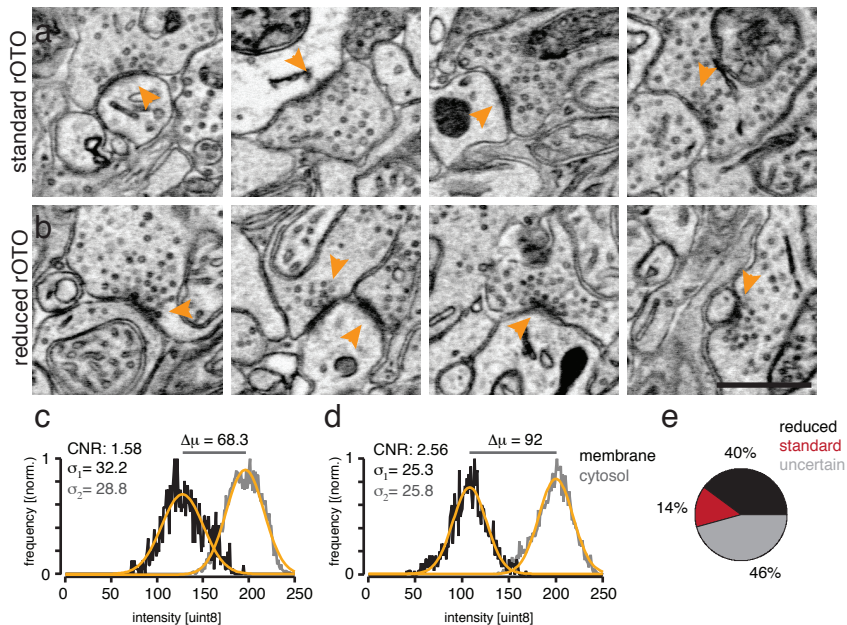 a
standard rOTO
b
reduced rOTO
c
CNR: 1.58
σ1= 32.2
σ2= 28.8
Δμ = 68.3
frequency [(norm.)
1
0
0 50 100 150 200 250
intensity [uint8]
d
CNR: 2.56
σ1= 25.3
σ2= 25.8
Δμ = 92
membrane
cytosol
frequency [(norm.)
1
0
0 50 100 150 200 250
intensity [uint8]
e
reduced
standard
uncertain
40%
14%
46%